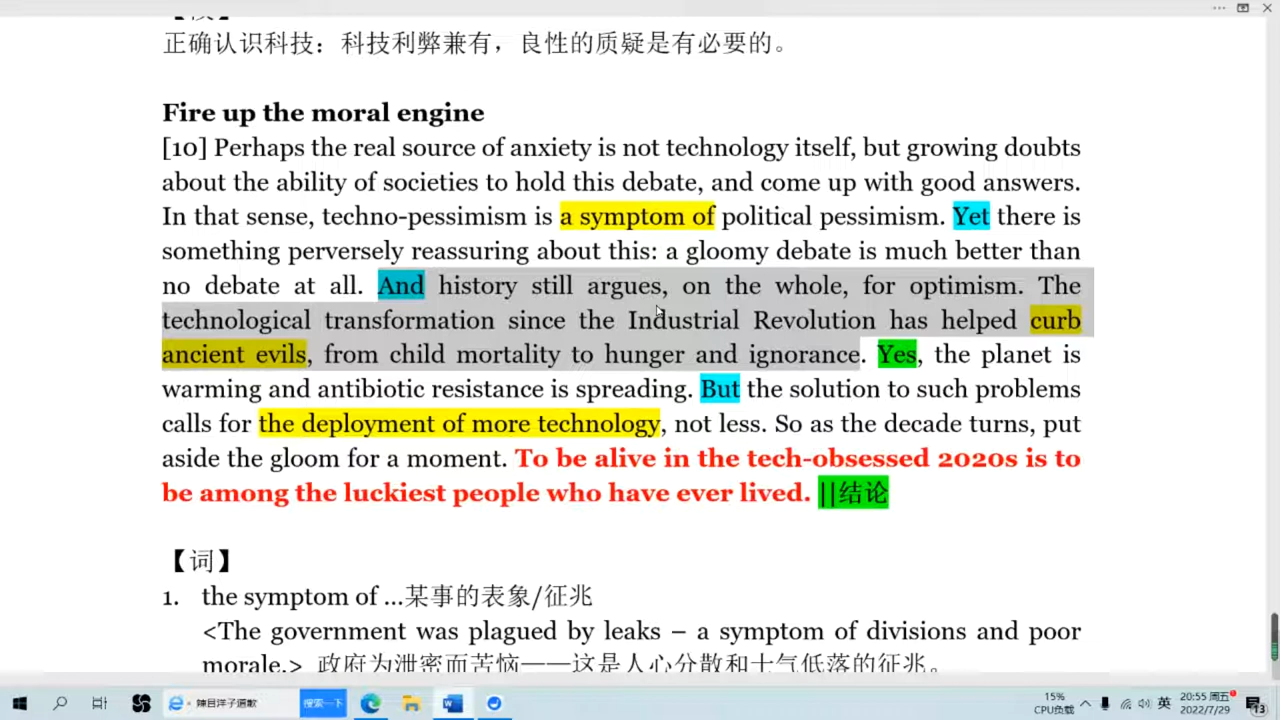 正确认识科技：科技利弊兼有，良性的质疑是有必要的。
Fire up the moral engine
[10] Perhaps the real source of anxiety is not technology itself, but growing doubts
about the ability of societies to hold this debate, and come up with good answers.
In that sense, techno-pessimism is a symptom of political pessimism. Yet there is
something perversely reassuring about this: a gloomy debate is much better than
no debate at all. And history still argues, on the whole, for optimism. The
technological transformation since the Industrial Revolution has helped curb
ancient evils, from child mortality to hunger and ignorance. Yes, the planet is
warming and antibiotic resistance is spreading. But the solution to such problems
calls for the deployment of more technology, not less. So as the decade turns, put
aside the gloom for a moment. To be alive in the tech-obsessed 2020s is to
be among the luckiest people who have ever lived. ||结论
【词】
1. the symptom of ...某事的表象/征兆
<The government was plagued by leaks – a symptom of divisions and poor
morale.> 政府为泄密而苦恼——这是人心分散和士气低落的征兆。
辣目洋子道歉
搜索一下
15%
CPU负载
英
20:55 周五
2022/7/29
13